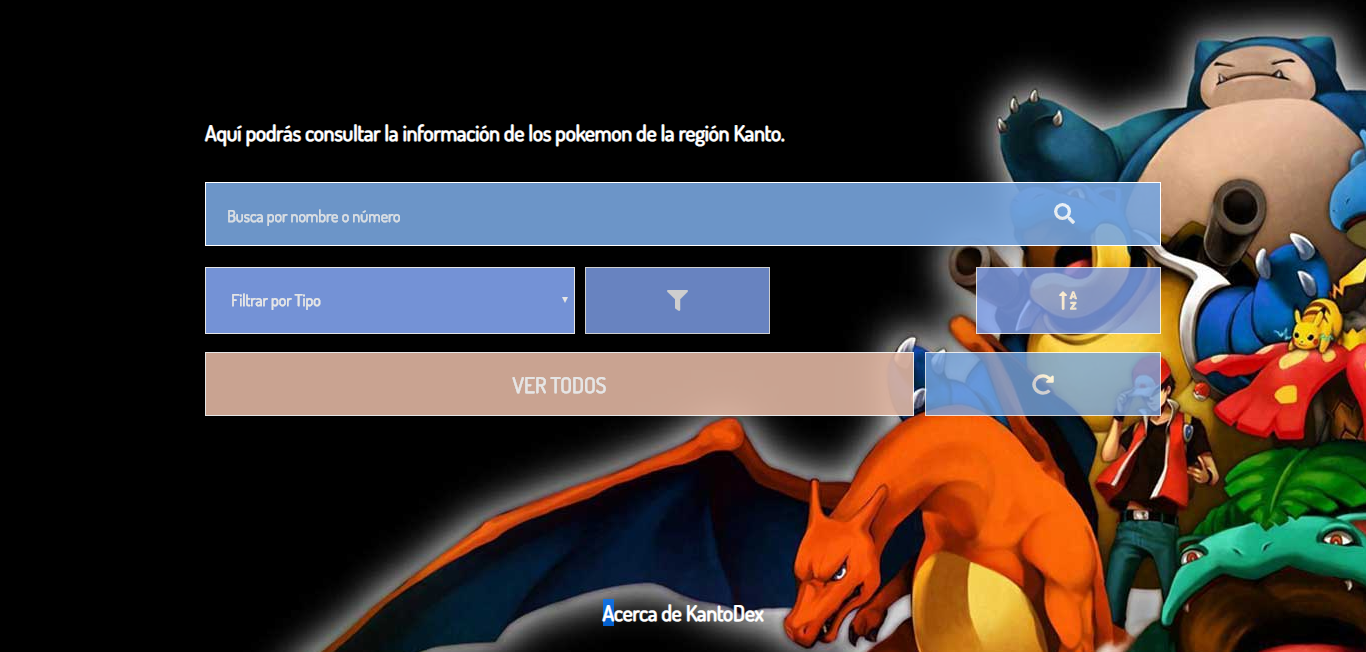 Aquí podrás consultar la información de los pokemon de la región Kanto.
Busca por nombre o número
Filtrar por Tipo
A
Z
VER TODOS
Acerca de KantoDex